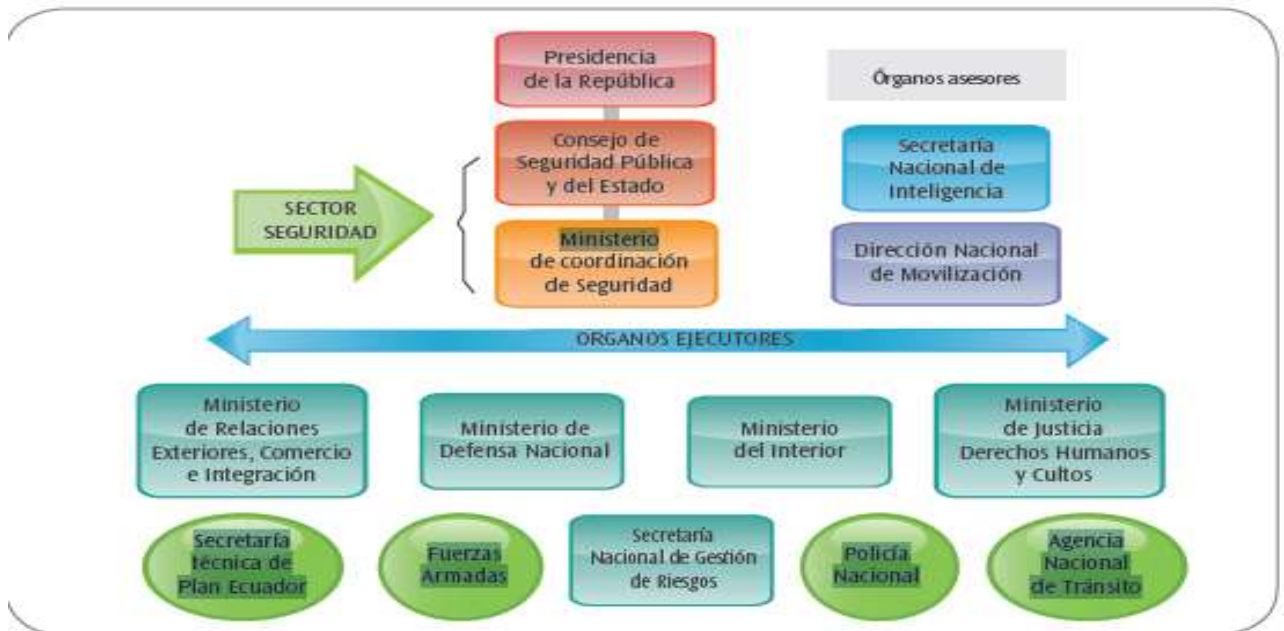 Presidencia
de la República
Órganos asesores
Consejo de
Seguridad Pública
y del Estado
Secretaría
Nacional de
Inteligencia
SECTOR
SEGURIDAD
Ministerio
de coordinación
de Seguridad
Dirección Nacional
de Movilización
ORGANOS EJECUTORES
Ministerio
de Relaciones
Exteriores, Comercio
e Integración
Ministerio de
Defensa Nacional
Ministerio
del Interior
Ministerio
de Justicia
Derechos Humanos
y Cultos
Secretaría
técnica de
Plan Ecuador
Fuerzas
Armadas
Secretaría
Nacional de Gestión
de Riesgos
Policía
Nacional
Agencia
Nacional
de Tránsito